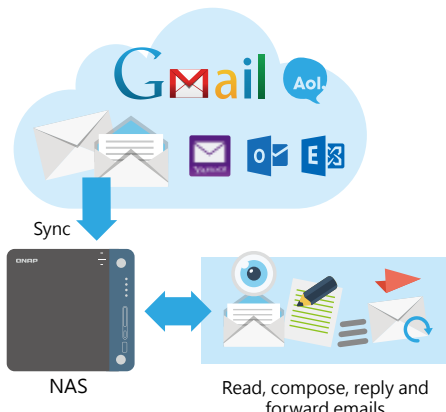 Gmail
Aol.
YAHOO!
O
E
Sync
QNAP
NAS
Read, compose, reply and
forward emails